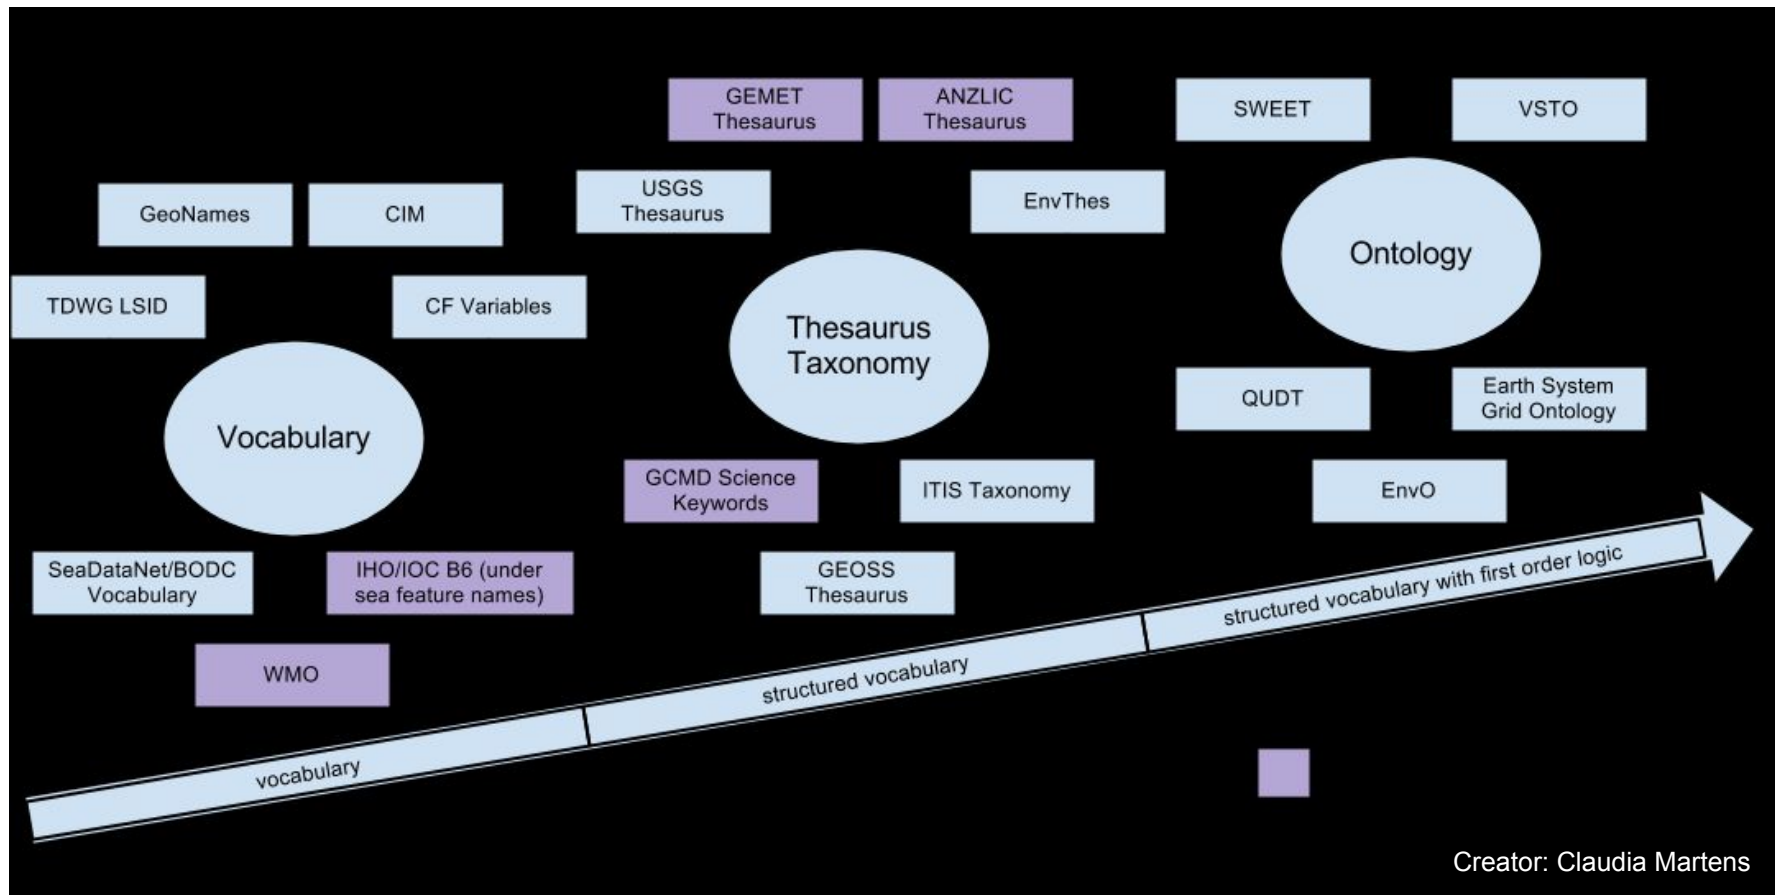 GEMET
Thesaurus
ANZLIC
Thesaurus
SWEET
VSTO
USGS
Thesaurus
EnvThes
GeoNames
CIM
Ontology
TDWG LSID
CF Variables
Thesaurus
Taxonomy
QUDT
Earth System
Grid Ontology
Vocabulary
GCMD Science
Keywords
ITIS Taxonomy
EnvO
SeaDataNet/BODC
Vocabulary
IHO/IOC B6 (under
sea feature names)
GEOSS
Thesaurus
WMO
vocabulary
structured vocabulary
structured vocabulary with first order logic
Creator: Claudia Martens